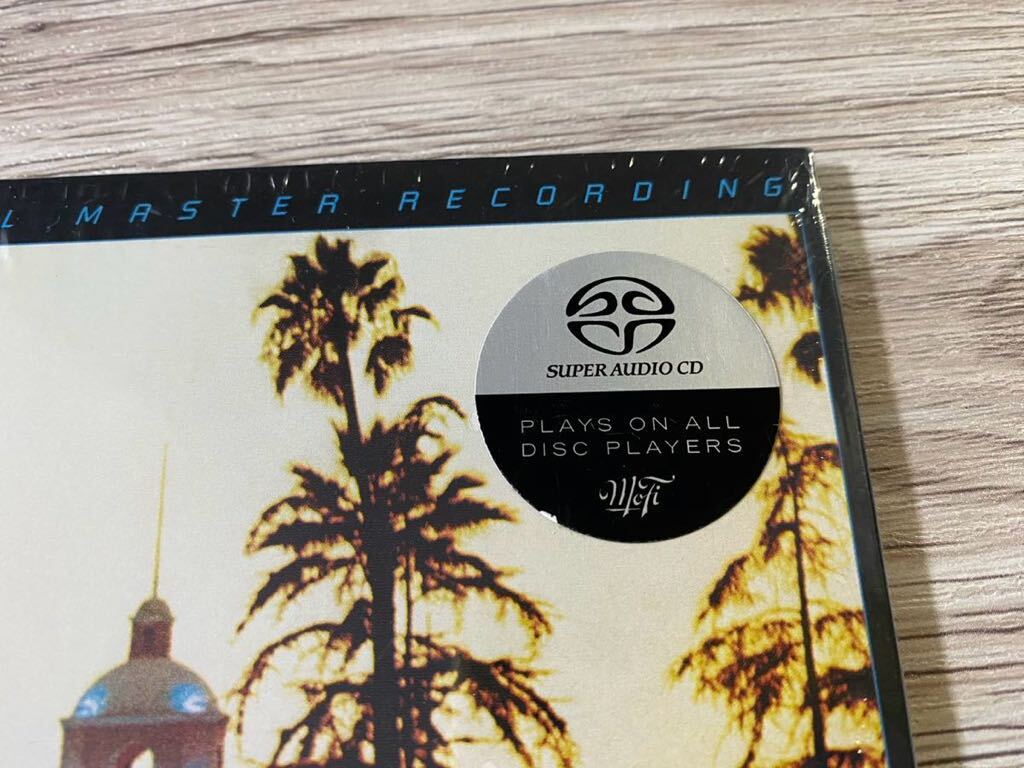 L MASTER RECORDING
SUPER AUDIO CD
PLAYS ON ALL
DISC PLAYERS
MoFi